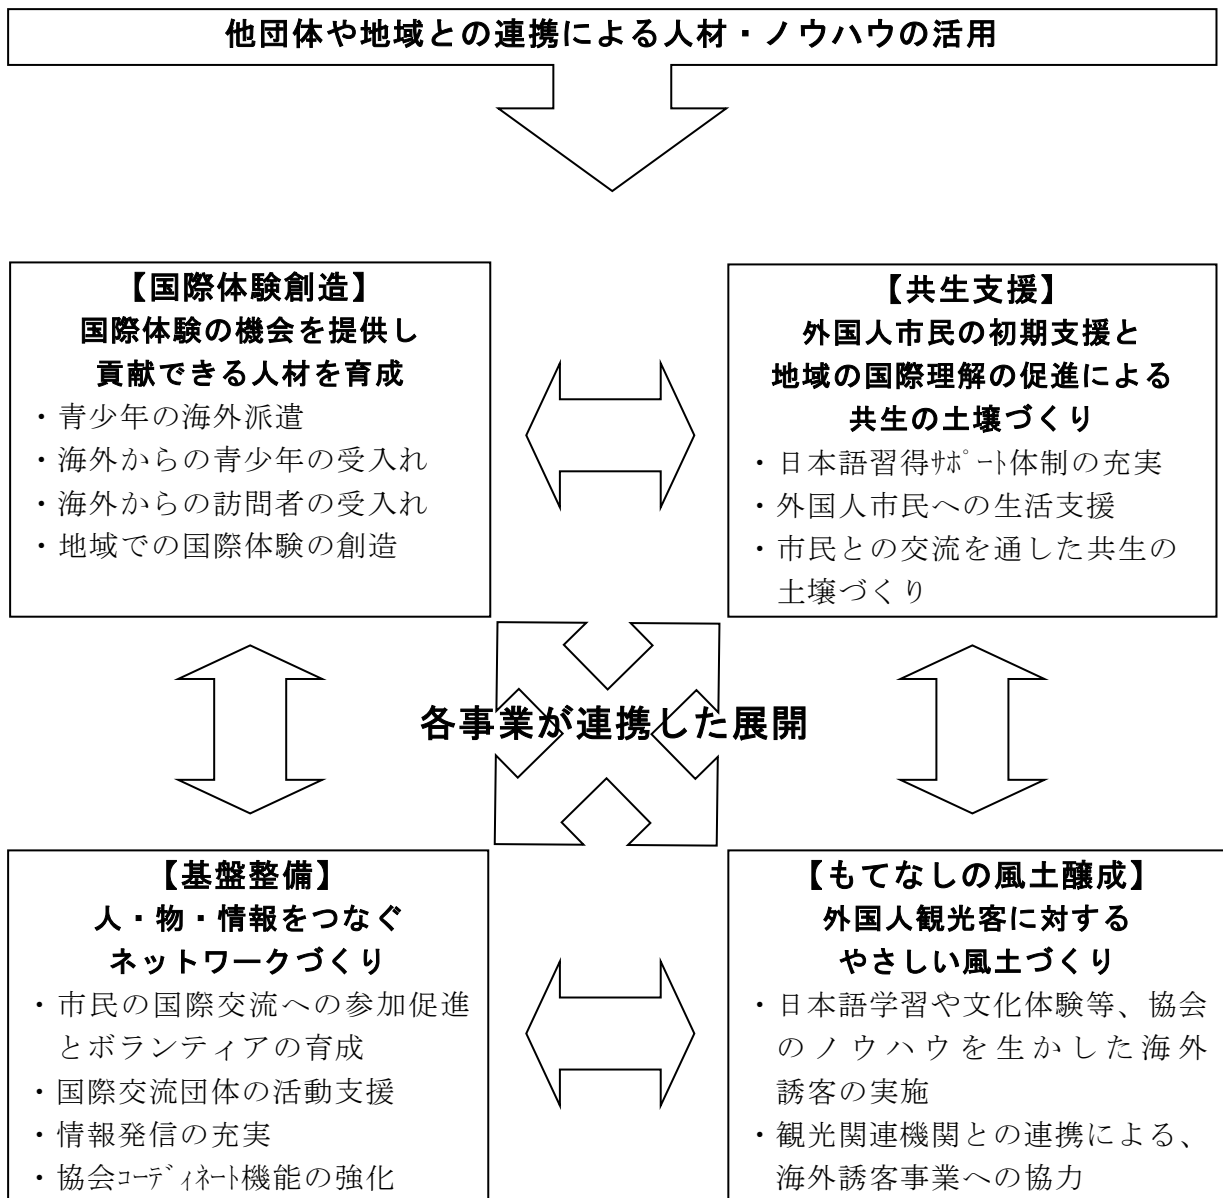 他団体や地域との連携による人材・ノウハウの活用
【国際体験創造】
国際体験の機会を提供し
貢献できる人材を育成
・青少年の海外派遣
・海外からの青少年の受入れ
・海外からの訪問者の受入れ
・地域での国際体験の創造
【共生支援】
外国人市民の初期支援と
地域の国際理解の促進による
共生の土壌づくり
・日本語習得ｻﾎﾟｰﾄ体制の充実
・外国人市民への生活支援
・市民との交流を通した共生の
土壌づくり
各事業が連携した展開
【基盤整備】
人・物・情報をつなぐ
ネットワークづくり
・市民の国際交流への参加促進
とボランティアの育成
・国際交流団体の活動支援
・情報発信の充実
・協会ｺｰﾃﾞｨﾈｰﾄ機能の強化
【もてなしの風土醸成】
外国人観光客に対する
やさしい風土づくり
・日本語学習や文化体験等、協会
のノウハウを生かした海外
誘客の実施
・観光関連機関との連携による、
海外誘客事業への協力